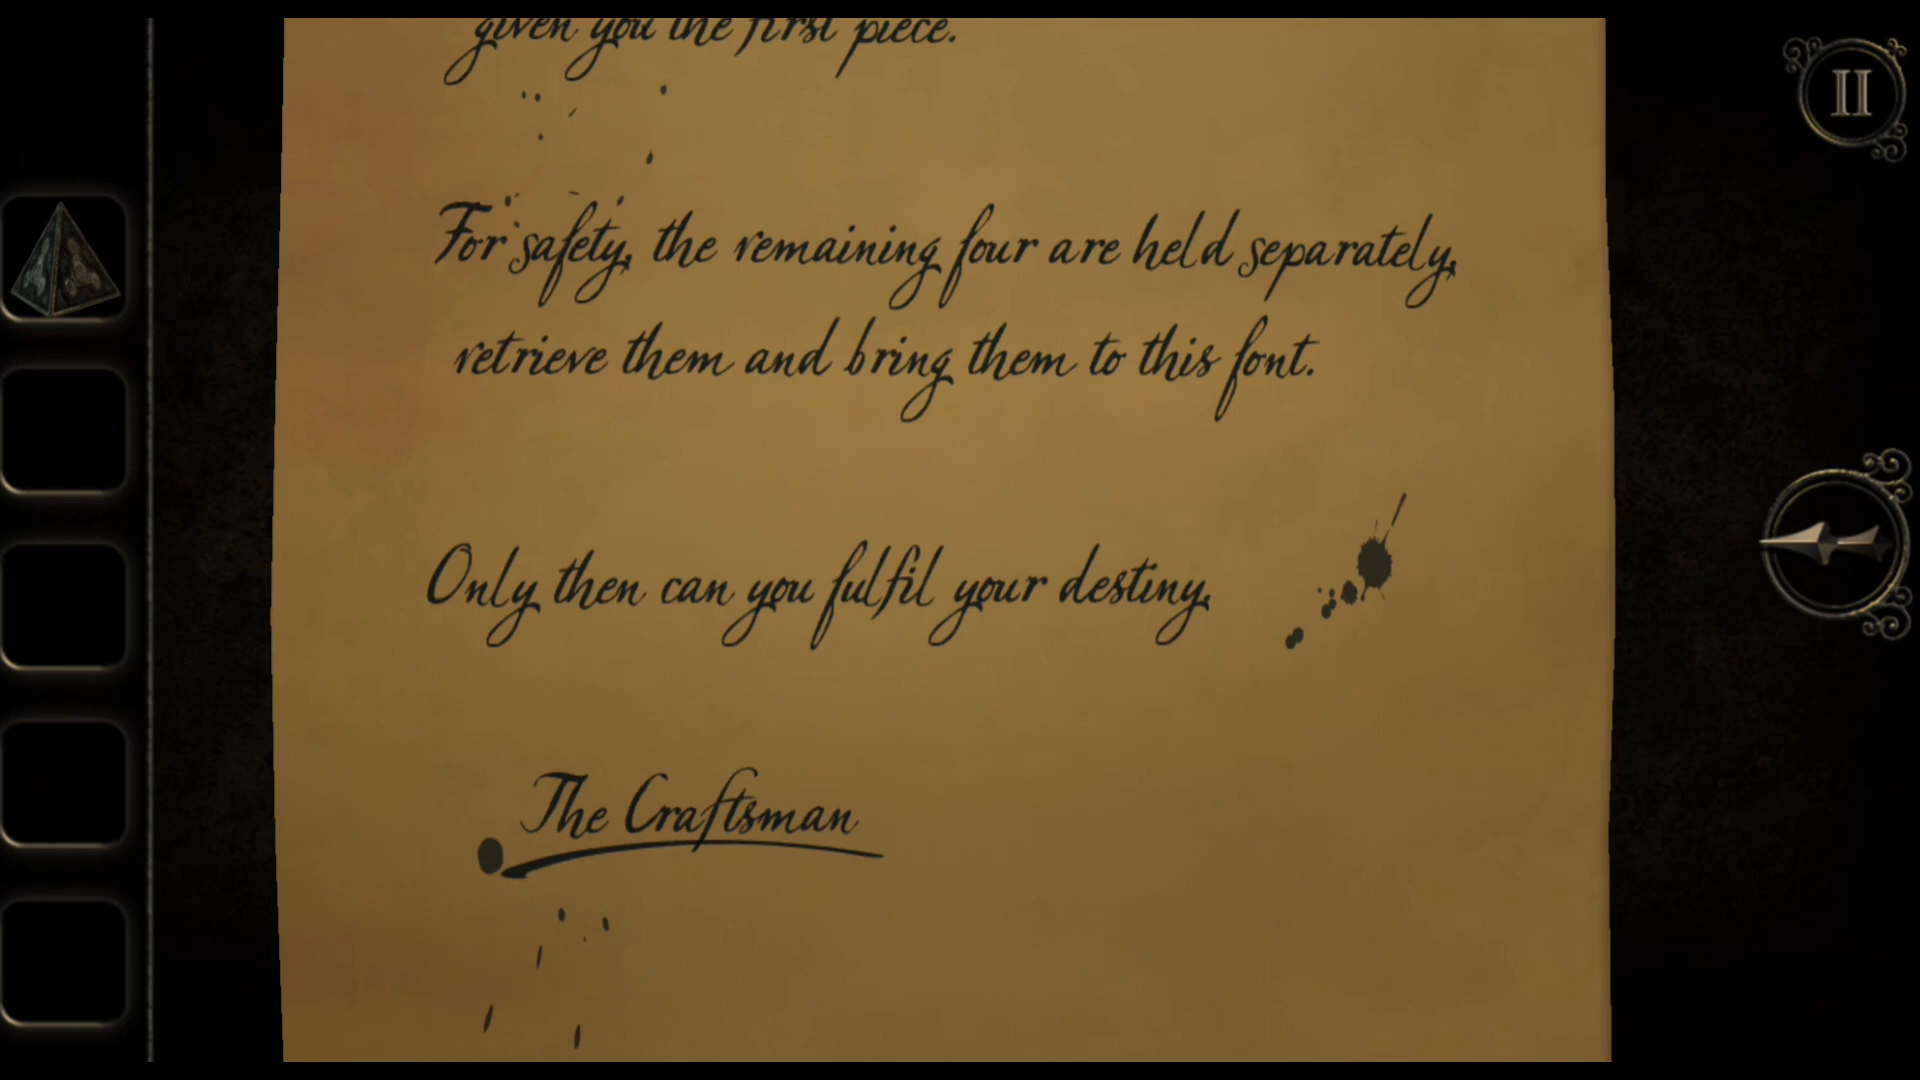 given you the first piece.
For safety, the remaining four are held separately,
retrieve them and bring them to this font.
Only then can you fulfil your destiny.
The Craftsman
II